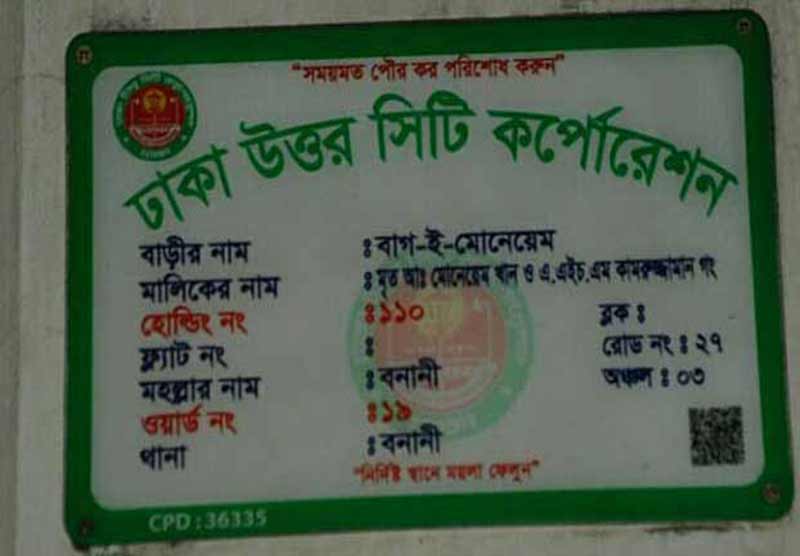 "সময়মত পৌর কর পরিশোধ করুন"
ঢাকা উত্তর সিটি কর্পোরেশন
বাড়ীর নাম : বাগ-ই-মোনেয়েম
মালিকের নাম : মৃত আঃ মোনেয়েম খান ও এ.এইচ.এম কামরুজ্জামান গং
হোল্ডিং নং : ১১০ ব্লক :
ফ্ল্যাট নং : রোড নং : ২৭
মহল্লার নাম : বনানী অঞ্চল : ০৩
ওয়ার্ড নং : ১৯
থানা : বনানী
"নির্দিষ্ট স্থানে ময়লা ফেলুন"
CPD : 36335